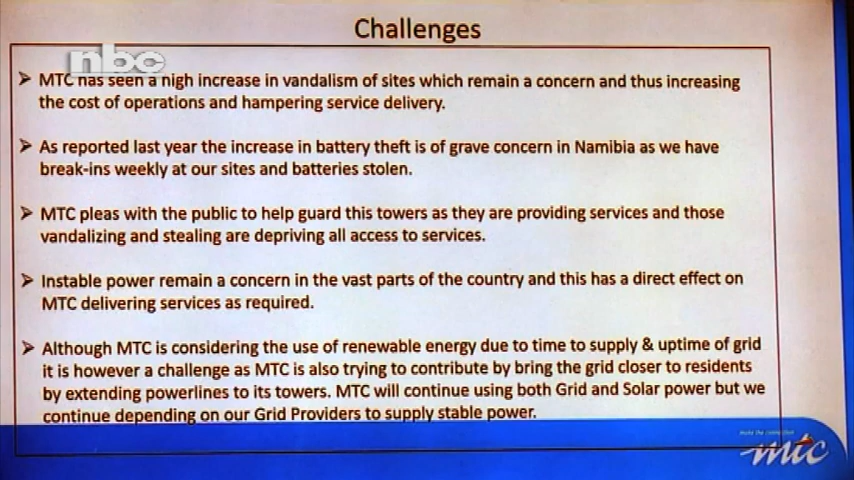 Challenges
nbc
➢ MTC has seen a high increase in vandalism of sites which remain a concern and thus increasing
the cost of operations and hampering service delivery.
➢ As reported last year the increase in battery theft is of grave concern in Namibia as we have
break-ins weekly at our sites and batteries stolen.
➢ MTC pleas with the public to help guard this towers as they are providing services and those
vandalizing and stealing are depriving all access to services.
➢ Instable power remain a concern in the vast parts of the country and this has a direct effect on
MTC delivering services as required.
➢ Although MTC is considering the use of renewable energy due to time to supply & uptime of grid
it is however a challenge as MTC is also trying to contribute by bring the grid closer to residents
by extending powerlines to its towers. MTC will continue using both Grid and Solar power but we
continue depending on our Grid Providers to supply stable power.
make the connection
mtc